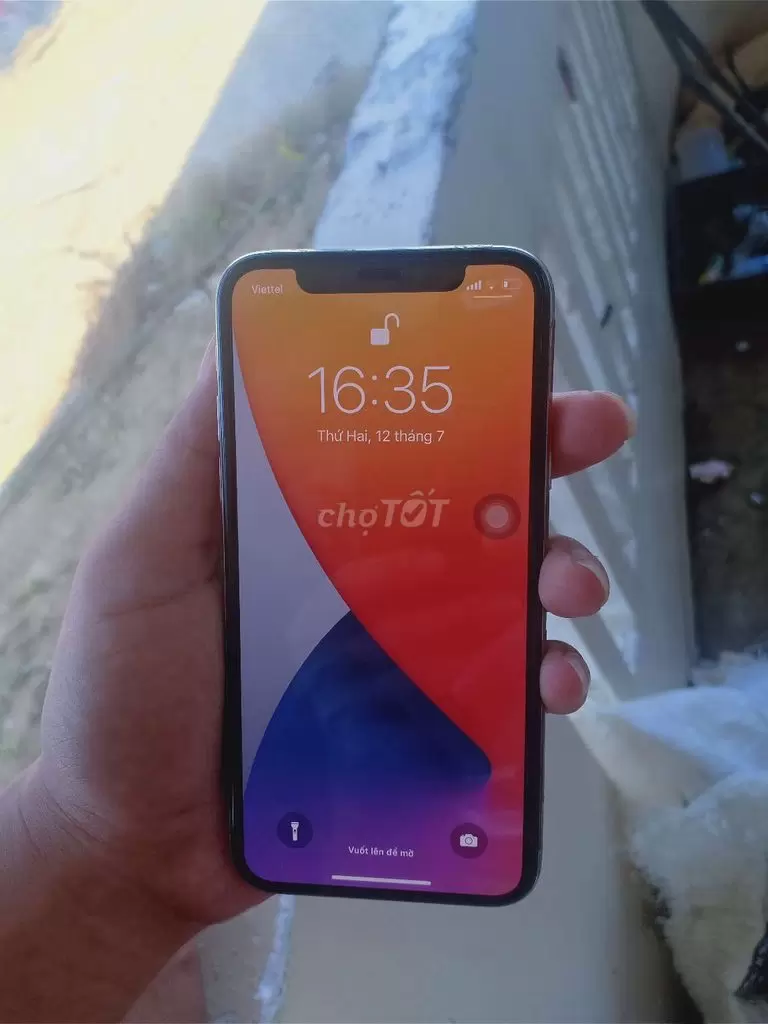 Viettel
16:35
Thứ Hai, 12 tháng 7
chợTỐT
Vuốt lên để mở